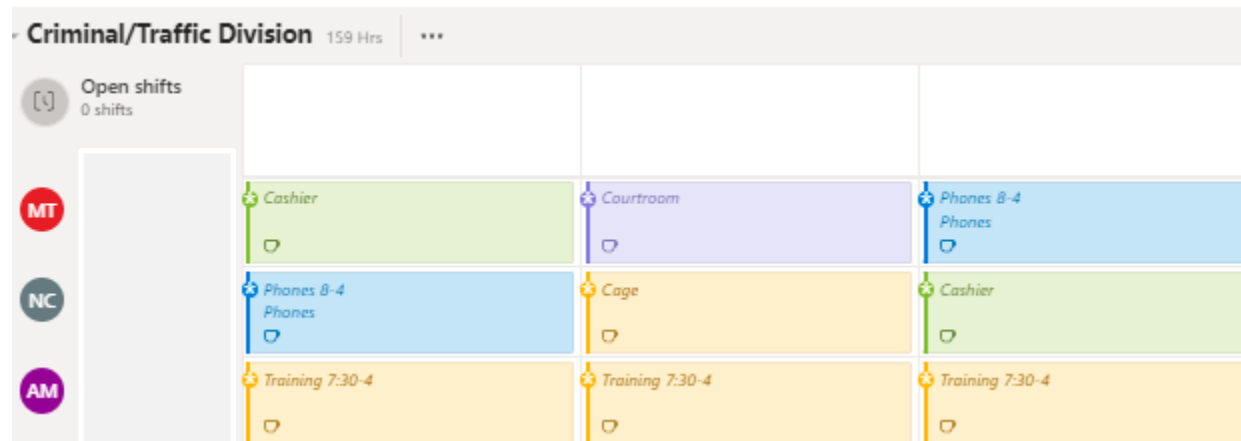 Criminal/Traffic Division 159 Hrs ...
Open shifts
0 shifts
MT
Cashier
Courtroom
Phones 8-4
Phones
NC
Phones 8-4
Phones
Cage
Cashier
AM
Training 7:30-4
Training 7:30-4
Training 7:30-4